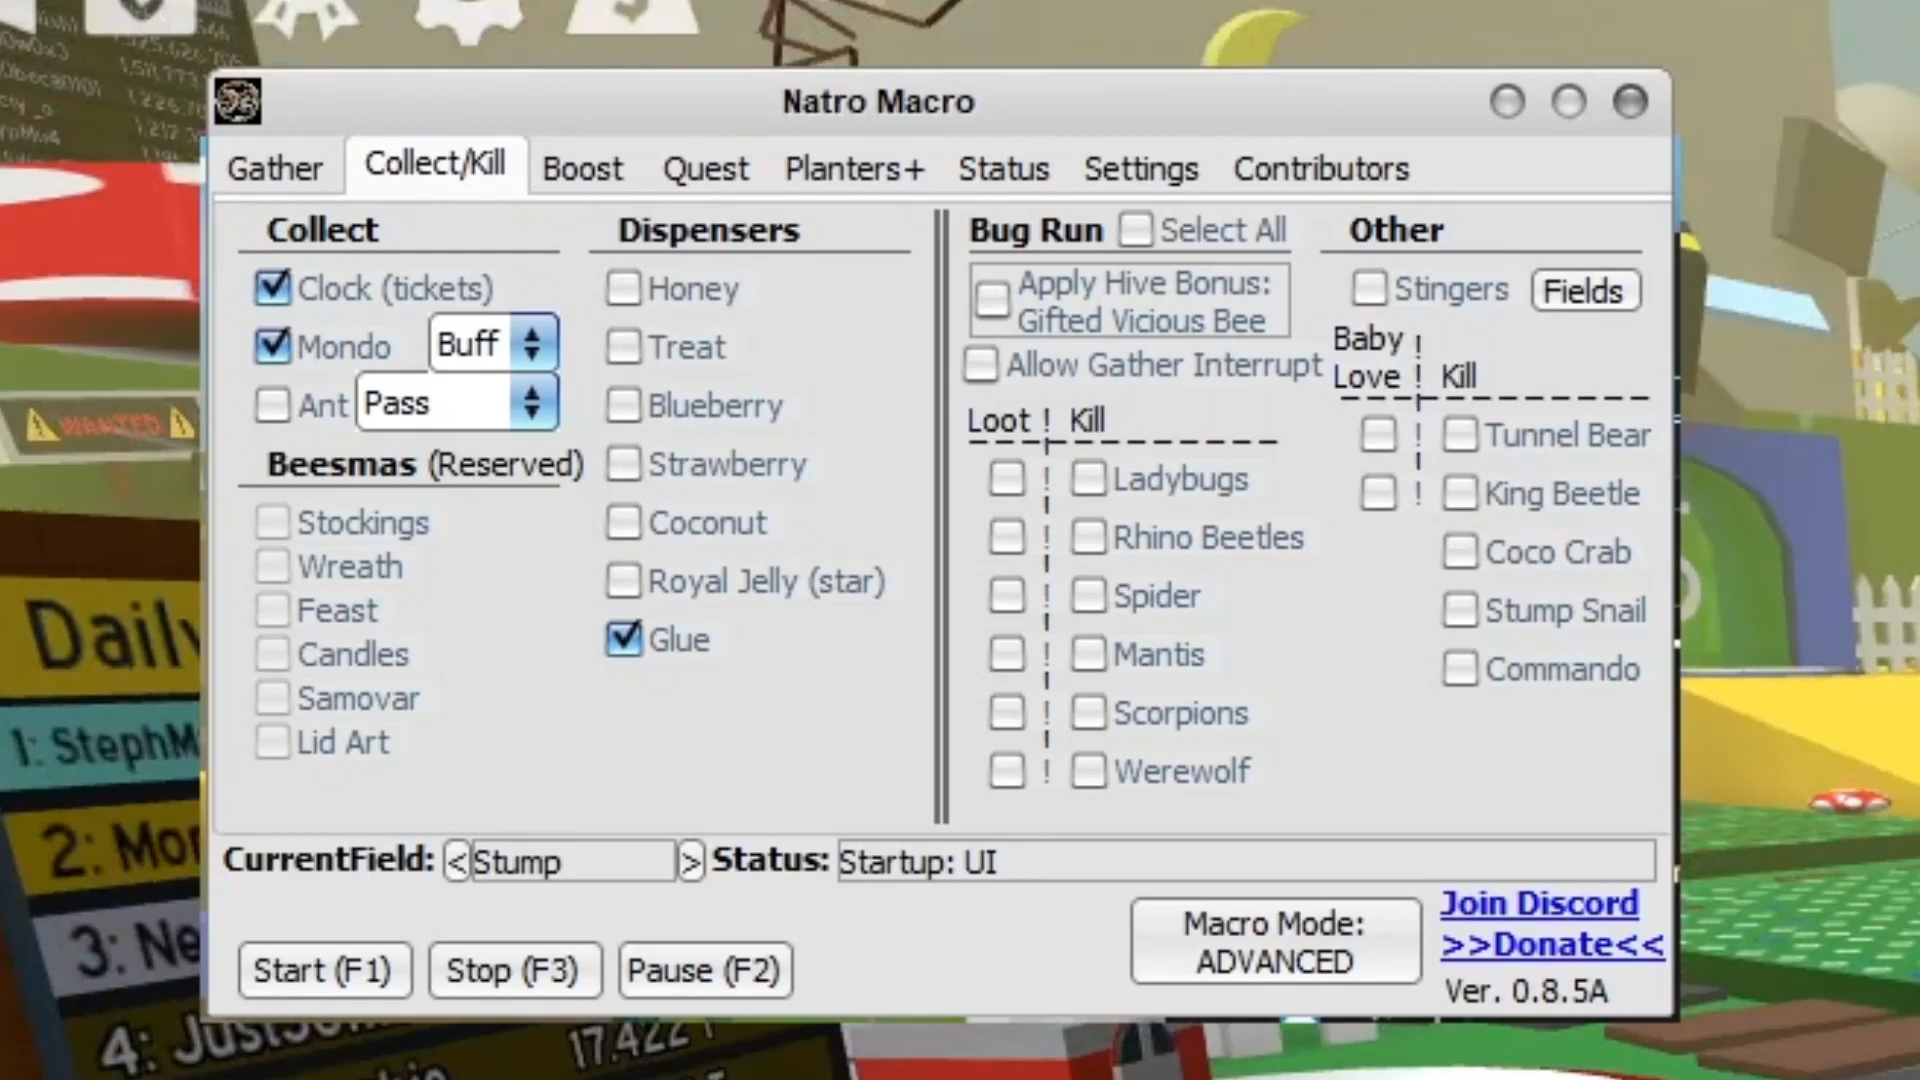 Natro Macro
Gather Collect/Kill Boost Quest Planters+ Status Settings Contributors
Collect
Clock (tickets)
Mondo Buff
Ant Pass
Beesmas (Reserved)
Stockings
Wreath
Feast
Candles
Samovar
Lid Art
Dispensers
Honey
Treat
Blueberry
Strawberry
Coconut
Royal Jelly (star)
Glue
Bug Run Select All
Apply Hive Bonus:
Gifted Vicious Bee
Allow Gather Interrupt
Loot ! Kill
! Ladybugs
! Rhino Beetles
! Spider
! Mantis
! Scorpions
! Werewolf
Other
Stingers Fields
Baby !
Love ! Kill
! Tunnel Bear
! King Beetle
Coco Crab
Stump Snail
Commando
CurrentField: < Stump > Status: Startup: UI
Start (F1) Stop (F3) Pause (F2)
Macro Mode:
ADVANCED
Join Discord
>>Donate<<
Ver. 0.8.5A
WANTED
Daily
1: StephM
2: Mor
3: Ne
4:
17.422